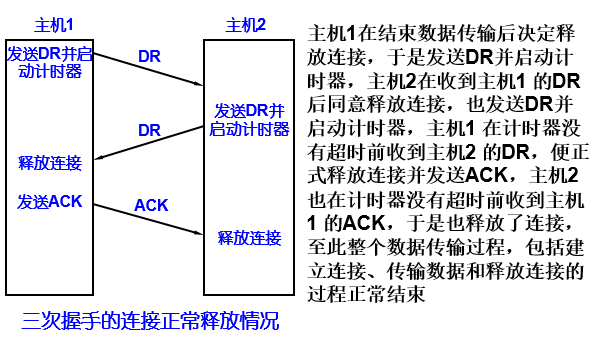 主机1
主机2
发送DR并启
动计时器
DR
发送DR并
启动计时器
DR
释放连接
发送ACK
ACK
释放连接
三次握手的连接正常释放情况
主机1在结束数据传输后决定释
放连接，于是发送DR并启动计
时器，主机2在收到主机1 的DR
后同意释放连接，也发送DR并
启动计时器，主机1 在计时器没
有超时前收到主机2 的DR，便正
式释放连接并发送ACK，主机2
也在计时器没有超时前收到主机
1 的ACK，于是也释放了连接，
至此整个数据传输过程，包括建
立连接、传输数据和释放连接的
过程正常结束